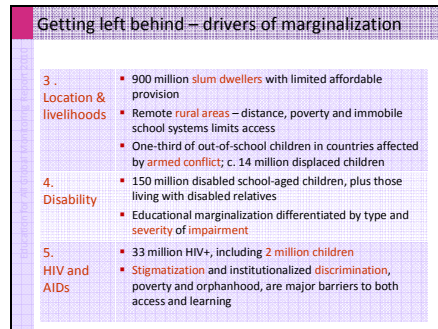 Getting left behind – drivers of marginalization
3 .
Location &
livelihoods
▪ 900 million slum dwellers with limited affordable
provision
▪ Remote rural areas – distance, poverty and immobile
school systems limits access
▪ One-third of out-of-school children in countries affected
by armed conflict; c. 14 million displaced children
4.
Disability
▪ 150 million disabled school-aged children, plus those
living with disabled relatives
▪ Educational marginalization differentiated by type and
severity of impairment
5.
HIV and
AIDs
▪ 33 million HIV+, including 2 million children
▪ Stigmatization and institutionalized discrimination,
poverty and orphanhood, are major barriers to both
access and learning